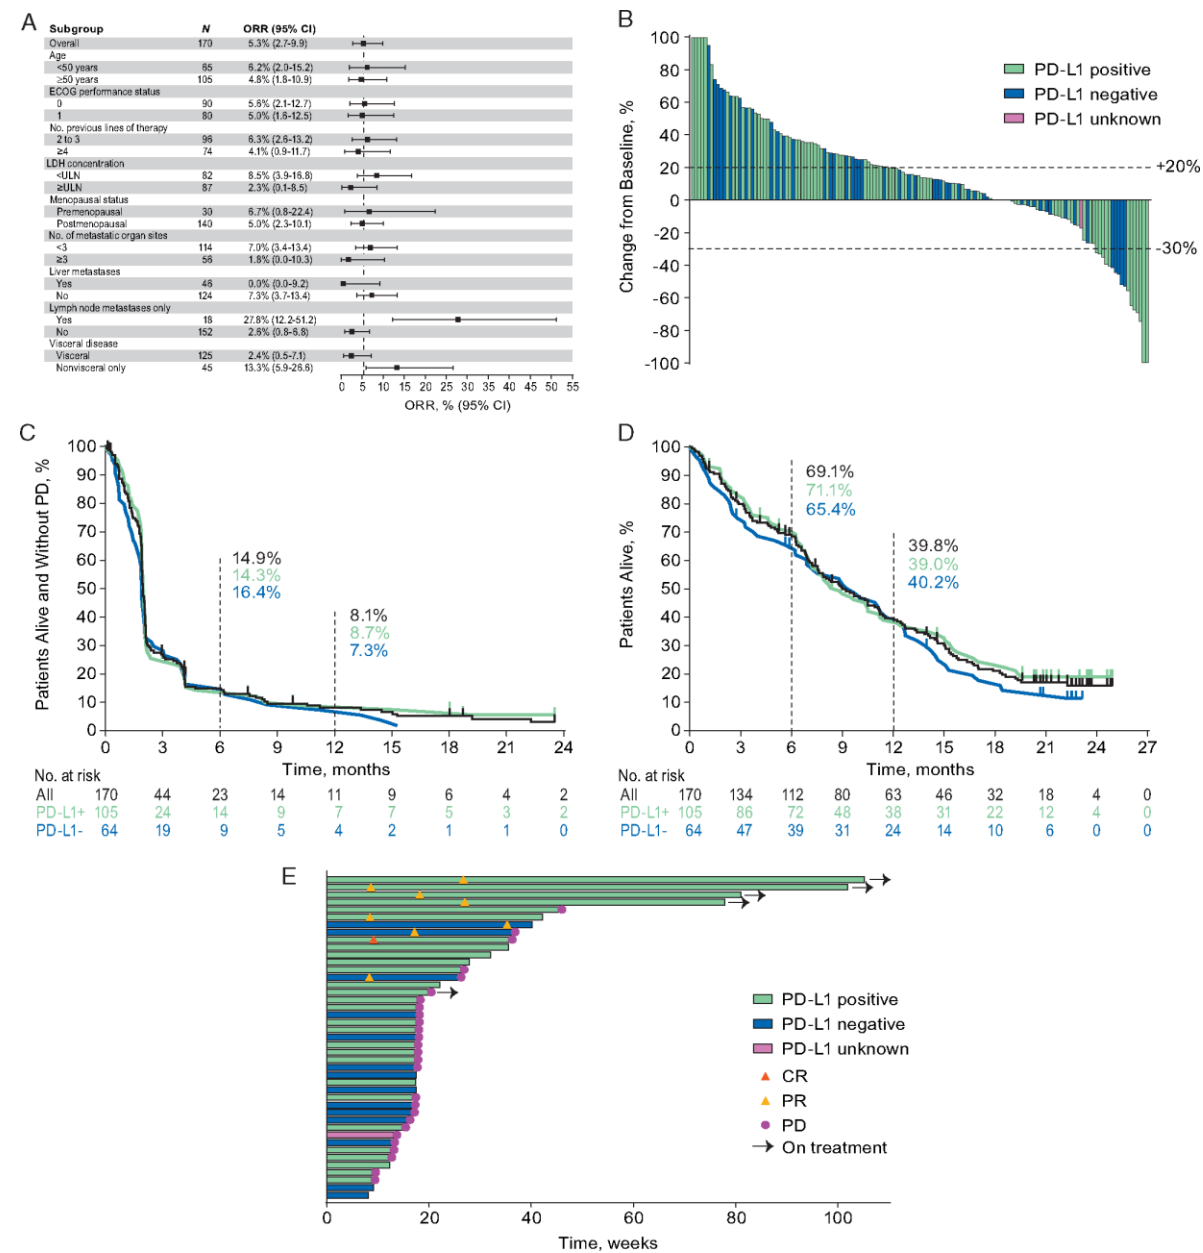 A
Subgroup N ORR (95% CI)
Overall 170 5.3% (2.7-9.9)
Age
<50 years 65 6.2% (2.0-15.2)
≥50 years 105 4.8% (1.8-10.9)
ECOG performance status
0 90 5.6% (2.1-12.7)
1 80 5.0% (1.6-12.5)
No. previous lines of therapy
2 to 3 96 6.3% (2.6-13.2)
≥4 74 4.1% (0.9-11.7)
LDH concentration
<ULN 82 8.5% (3.9-16.8)
≥ULN 87 2.3% (0.1-8.5)
Menopausal status
Premenopausal 30 6.7% (0.8-22.4)
Postmenopausal 140 5.0% (2.3-10.1)
No. of metastatic organ sites
<3 114 7.0% (3.4-13.4)
≥3 56 1.8% (0.0-10.3)
Liver metastases
Yes 46 0.0% (0.0-9.2)
No 124 7.3% (3.7-13.4)
Lymph node metastases only
Yes 18 27.8% (12.2-51.2)
No 152 2.6% (0.8-6.8)
Visceral disease
Visceral 125 2.4% (0.5-7.1)
Nonvisceral only 45 13.3% (5.9-26.6)
0 5 10 15 20 25 30 35 40 45 50 55
ORR, % (95% CI)
B
Change from Baseline, %
100
80
60
40
20
0
-20
-40
-60
-80
-100
PD-L1 positive
PD-L1 negative
PD-L1 unknown
+20%
-30%
C
Patients Alive and Without PD, %
100
90
80
70
60
50
40
30
20
10
0
14.9%
14.3%
16.4%
8.1%
8.7%
7.3%
0 3 6 9 12 15 18 21 24
Time, months
No. at risk
All 170 44 23 14 11 9 6 4 2
PD-L1+ 105 24 14 9 7 7 5 3 2
PD-L1- 64 19 9 5 4 2 1 1 0
D
Patients Alive, %
100
90
80
70
60
50
40
30
20
10
0
69.1%
71.1%
65.4%
39.8%
39.0%
40.2%
0 3 6 9 12 15 18 21 24 27
Time, months
No. at risk
All 170 134 112 80 63 46 32 18 4 0
PD-L1+ 105 86 72 48 38 31 22 12 4 0
PD-L1- 64 47 39 31 24 14 10 6 0 0
E
PD-L1 positive
PD-L1 negative
PD-L1 unknown
CR
PR
PD
On treatment
0 20 40 60 80 100
Time, weeks